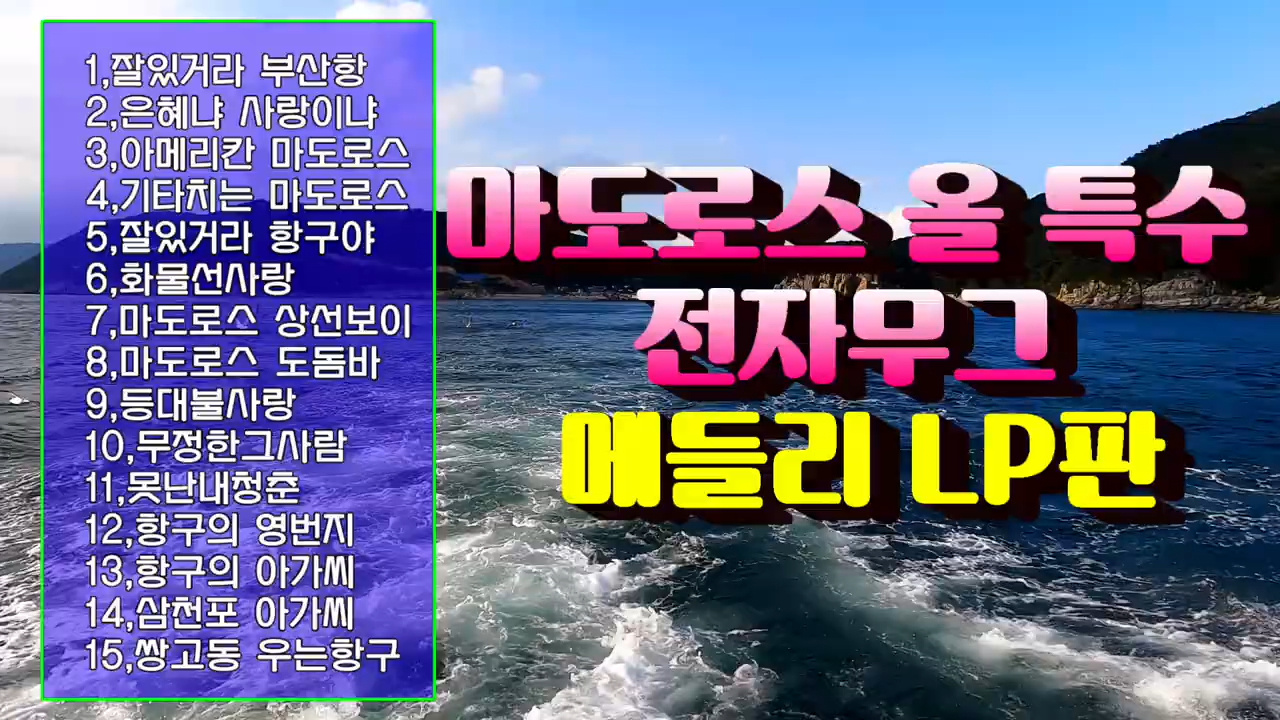 1,잘있거라 부산항
2,은혜냐 사랑이냐
3,아메리칸 마도로스
4,기타치는 마도로스
5,잘있거라 항구야
6,화물선사랑
7,마도로스 상선보이
8,마도로스 도돔바
9,등대불사랑
10,무정한그사람
11,못난내청춘
12,항구의 영번지
13,항구의 아가씨
14,삼천포 아가씨
15,쌍고동 우는항구
마도로스 올 특수
전자무그
메들리 LP판